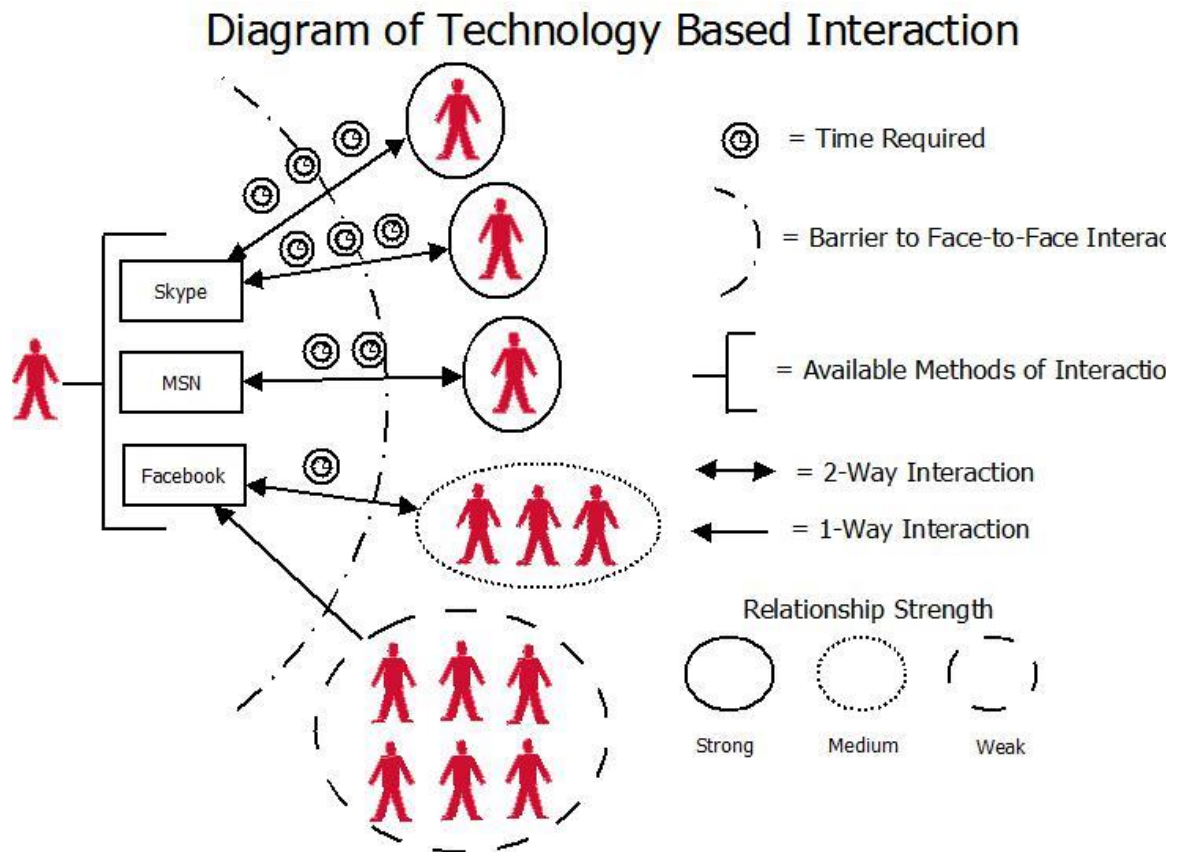 Diagram of Technology Based Interaction
= Time Required
= Barrier to Face-to-Face Interac
= Available Methods of Interactio
= 2-Way Interaction
= 1-Way Interaction
Relationship Strength
Strong
Medium
Weak
Skype
MSN
Facebook